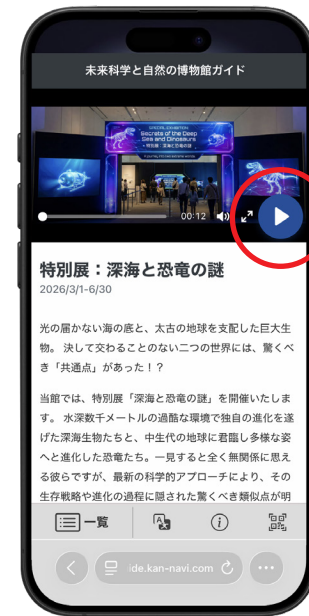 未来科学と自然の博物館ガイド
SPECIAL EXHIBITION
Secrets of the Deep
Sea and Dinosaurs
00:12
特別展：深海と恐竜の謎
2026/3/1-6/30
光の届かない海の底と、太古の地球を支配した巨大生
物。 決して交わることのない二つの世界には、驚くべ
き「共通点」があった！？
当館では、特別展「深海と恐竜の謎」を開催いたしま
す。 水深数千メートルの過酷な環境で独自の進化を遂
げた深海生物たちと、中生代の地球に君臨し多様な姿
へと進化した恐竜たち。一見すると全く無関係に思え
る彼らですが、最新の科学的アプローチにより、その
生存戦略や進化の過程に隠された驚くべき類似点が明
一覧
ide.kan-navi.com